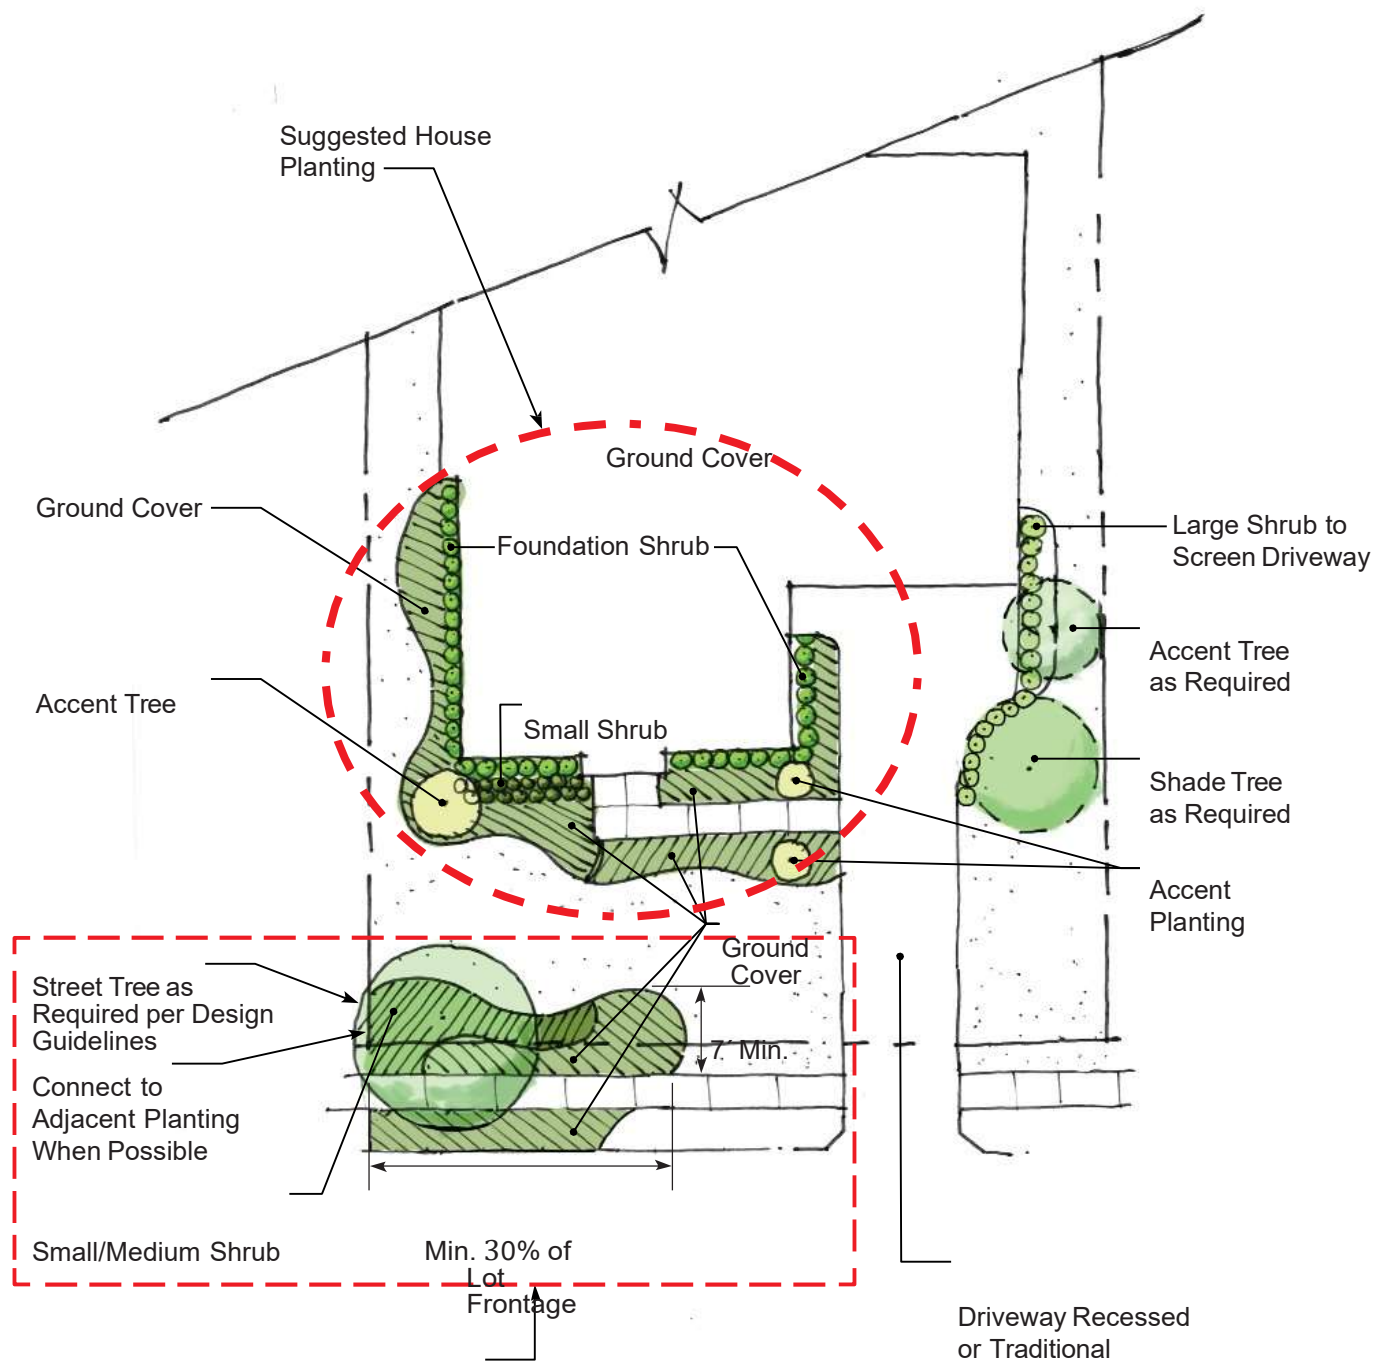 Suggested House
Planting
Ground Cover
Ground Cover
Foundation Shrub
Large Shrub to
Screen Driveway
Accent Tree
as Required
Accent Tree
Small Shrub
Shade Tree
as Required
Accent
Planting
Ground
Cover
Street Tree as
Required per Design
Guidelines
7' Min.
Connect to
Adjacent Planting
When Possible
Small/Medium Shrub
Min. 30% of
Lot
Frontage
Driveway Recessed
or Traditional